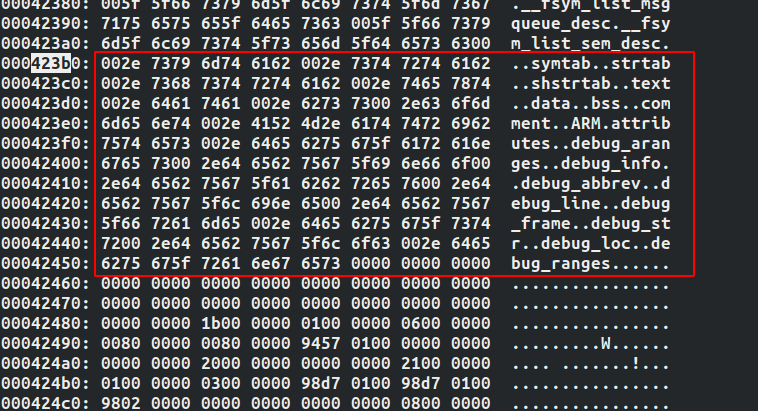 00042380: 005f 5f66 7379 6d5f 6c69 7374 5f6d 7367 .__fsym_list_msg
00042390: 7175 6575 655f 6465 7363 005f 5f66 7379 queue_desc.__fsy
000423a0: 6d5f 6c69 7374 5f73 656d 5f64 6573 6300 m_list_sem_desc.
000423b0: 002e 7379 6d74 6162 002e 7374 7274 6162 ..symtab..strtab
000423c0: 002e 7368 7374 7274 6162 002e 7465 7874 ..shstrtab..text
000423d0: 002e 6461 7461 002e 6273 7300 2e63 6f6d ..data..bss..com
000423e0: 6d65 6e74 002e 4152 4d2e 6174 7472 6962 ment..ARM.attrib
000423f0: 7574 6573 002e 6465 6275 675f 6172 616e utes..debug_aran
00042400: 6765 7300 2e64 6562 7567 5f69 6e66 6f00 ges..debug_info.
00042410: 2e64 6562 7567 5f61 6262 7265 7600 2e64 .debug_abbrev..d
00042420: 6562 7567 5f6c 696e 6500 2e64 6562 7567 ebug_line..debug
00042430: 5f66 7261 6d65 002e 6465 6275 675f 7374 _frame..debug_st
00042440: 7200 2e64 6562 7567 5f6c 6f63 002e 6465 r..debug_loc..de
00042450: 6275 675f 7261 6e67 6573 0000 0000 0000 bug_ranges......
00042460: 0000 0000 0000 0000 0000 0000 0000 0000 ................
00042470: 0000 0000 0000 0000 0000 0000 0000 0000 ................
00042480: 0000 0000 1b00 0000 0100 0000 0600 0000 ................
00042490: 0080 0000 0080 0000 9457 0100 0000 0000 .........W......
000424a0: 0000 0000 2000 0000 0000 0000 2100 0000 .... .......!...
000424b0: 0100 0000 0300 0000 98d7 0100 98d7 0100 ................
000424c0: 9802 0000 0000 0000 0000 0000 0800 0000 ................